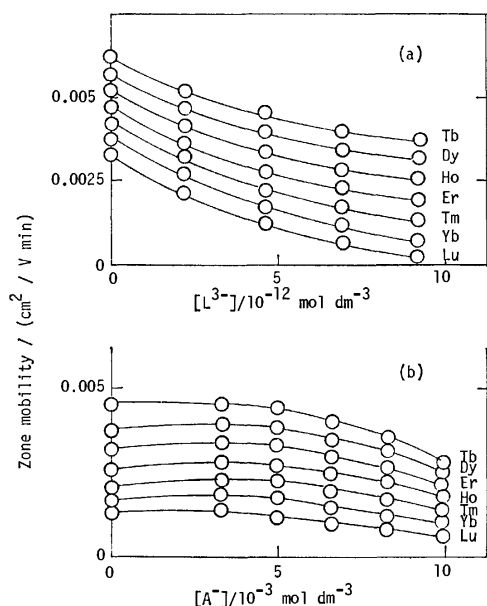 (a)
0.005
0.0025
0
Tb
Dy
Ho
Er
Tm
Yb
Lu
0 5 10
[L³⁻]/10⁻¹² mol dm⁻³
Zone mobility / (cm² / V min)
(b)
0.005
0
Tb
Dy
Er
Ho
Tm
Yb
Lu
0 5 10
[A⁻]/10⁻³ mol dm⁻³